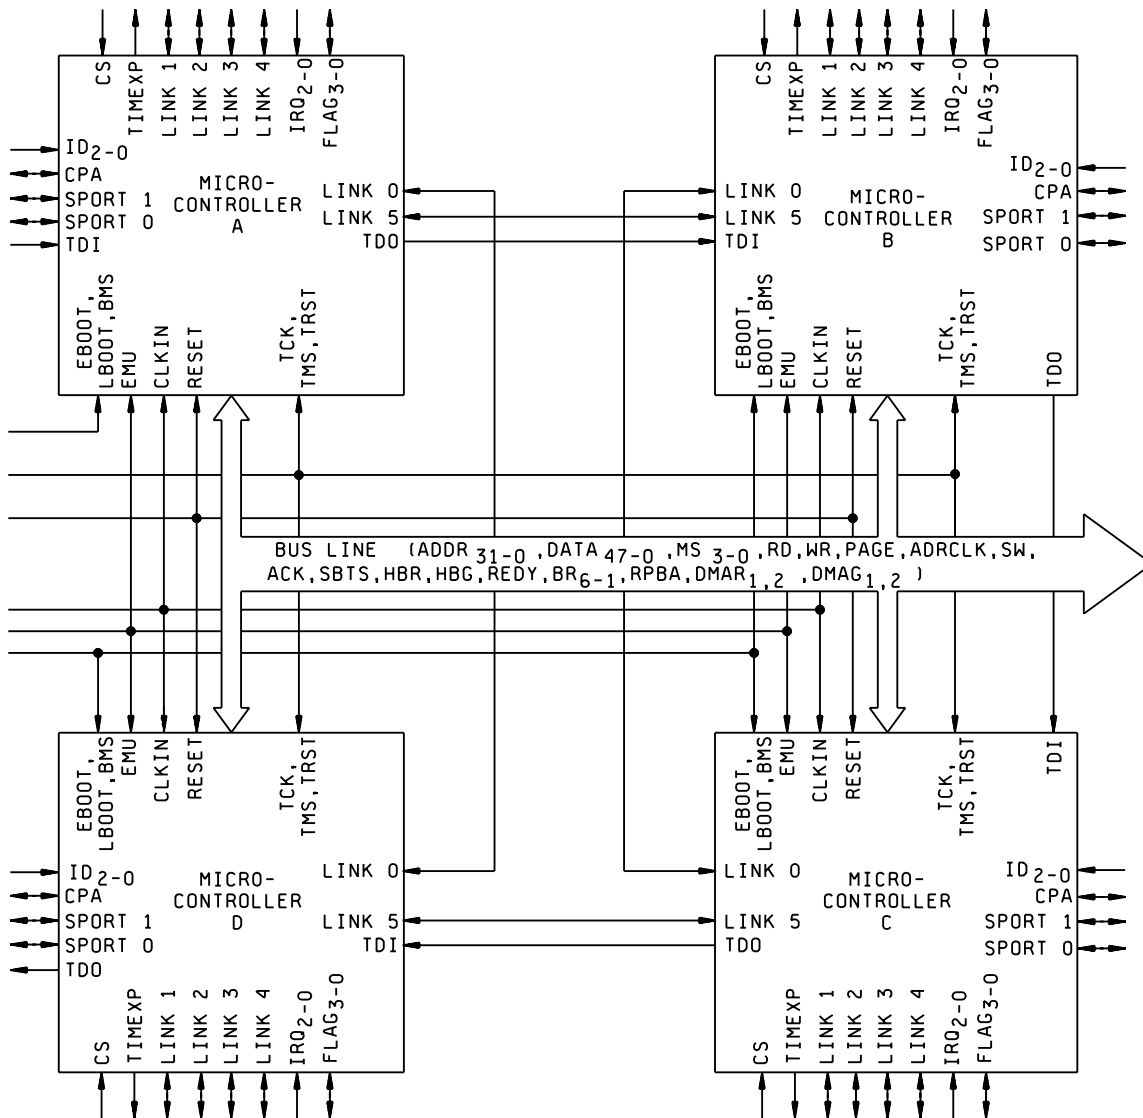 CS
TIMEXP
LINK 1
LINK 2
LINK 3
LINK 4
IRQ2-0
FLAG3-0
ID2-0
CPA
SPORT 1
SPORT 0
TDI
MICRO-
CONTROLLER
A
LINK 0
LINK 5
TDO
EBOOT,
LBOOT,BMS
EMU
CLKIN
RESET
TCK,
TMS,TRST
CS
TIMEXP
LINK 1
LINK 2
LINK 3
LINK 4
IRQ2-0
FLAG3-0
LINK 0
LINK 5
TDI
MICRO-
CONTROLLER
B
ID2-0
CPA
SPORT 1
SPORT 0
EBOOT,
LBOOT,BMS
EMU
CLKIN
RESET
TCK,
TMS,TRST
TDO
BUS LINE (ADDR31-0,DATA47-0,MS3-0,RD,WR,PAGE,ADRCLK,SW,
ACK,SBTS,HBR,HBG,REDY,BR6-1,RPBA,DMAR1,2,DMAG1,2)
EBOOT,
LBOOT,BMS
EMU
CLKIN
RESET
TCK,
TMS,TRST
ID2-0
CPA
SPORT 1
SPORT 0
TDO
MICRO-
CONTROLLER
D
LINK 0
LINK 5
TDI
CS
TIMEXP
LINK 1
LINK 2
LINK 3
LINK 4
IRQ2-0
FLAG3-0
EBOOT,
LBOOT,BMS
EMU
CLKIN
RESET
TCK,
TMS,TRST
TDI
LINK 0
LINK 5
TDO
MICRO-
CONTROLLER
C
ID2-0
CPA
SPORT 1
SPORT 0
CS
TIMEXP
LINK 1
LINK 2
LINK 3
LINK 4
IRQ2-0
FLAG3-0